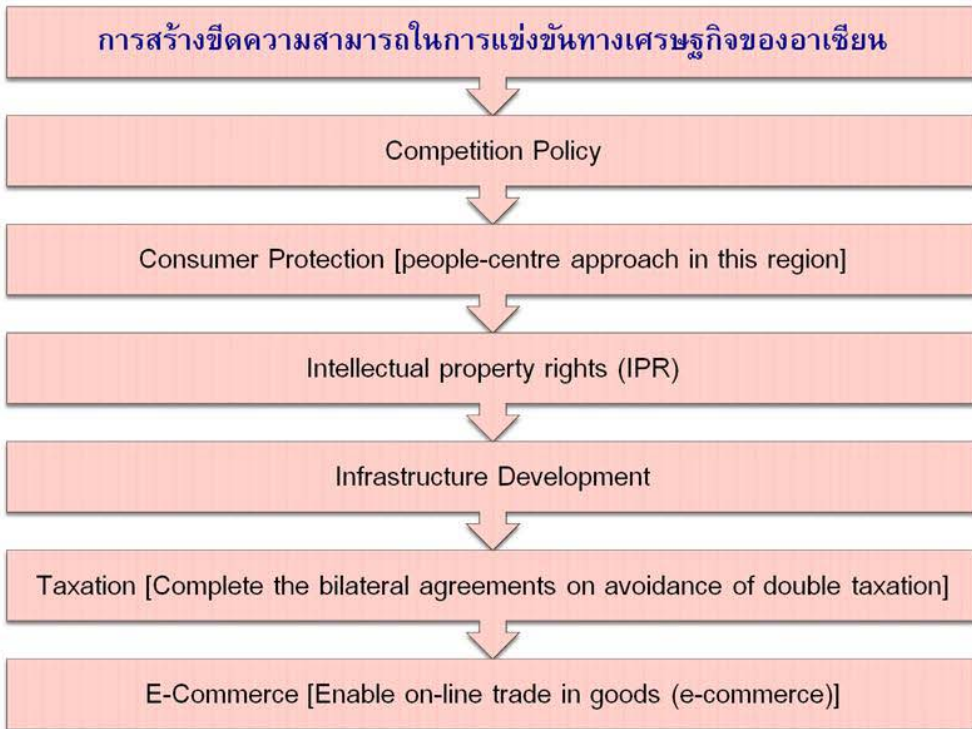 การสร้างขีดความสามารถในการแข่งขันทางเศรษฐกิจของอาเซียน
Competition Policy
Consumer Protection [people-centre approach in this region]
Intellectual property rights (IPR)
Infrastructure Development
Taxation [Complete the bilateral agreements on avoidance of double taxation]
E-Commerce [Enable on-line trade in goods (e-commerce)]